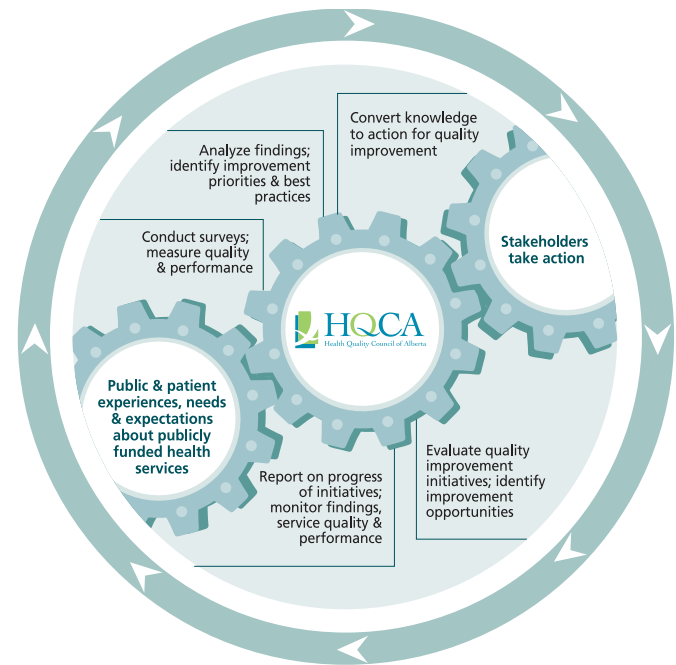 Convert knowledge
to action for quality
improvement
Analyze findings;
identify improvement
priorities & best
practices
Conduct surveys;
measure quality
& performance
Stakeholders
take action
HQCA
Health Quality Council of Alberta
Public & patient
experiences, needs
& expectations
about publicly
funded health
services
Evaluate quality
improvement
initiatives; identify
improvement
opportunities
Report on progress
of initiatives;
monitor findings,
service quality &
performance